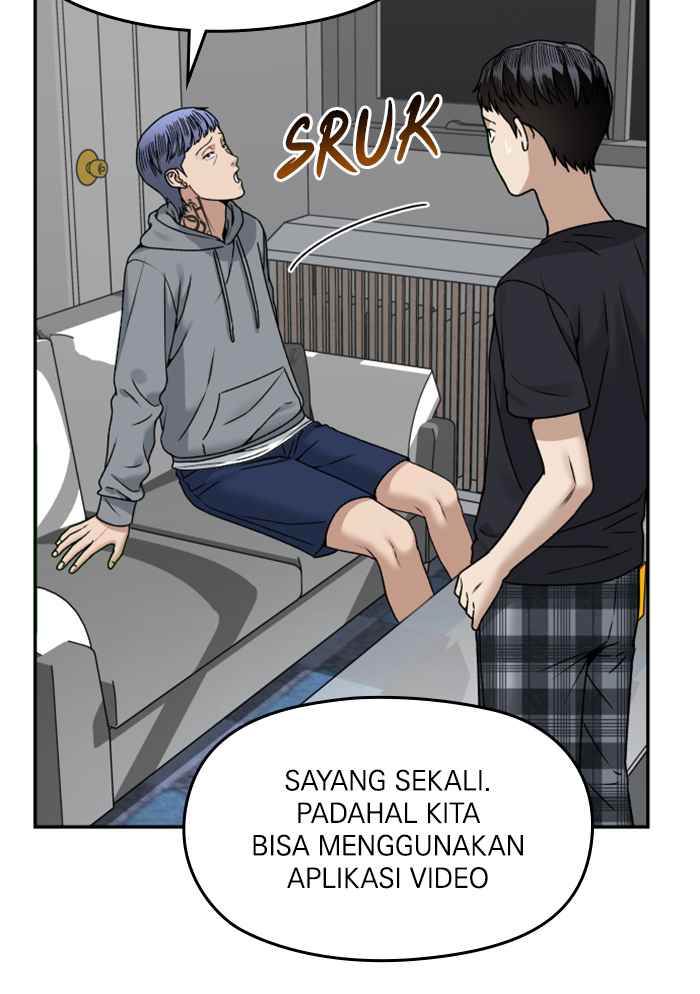 SRUK
SAYANG SEKALI.
PADAHAL KITA
BISA MENGGUNAKAN
APLIKASI VIDEO